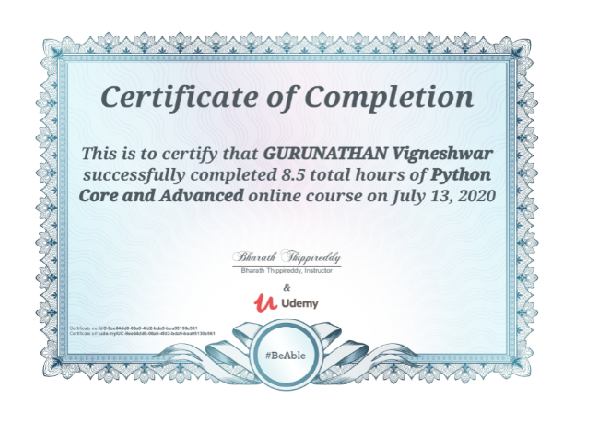 Certificate of Completion
This is to certify that GURUNATHAN Vigneshwar
successfully completed 8.5 total hours of Python
Core and Advanced online course on July 13, 2020
Bharath Thippireddy
Bharath Thippireddy, Instructor
&
Udemy
Certificate no:
Certificate url:
#BeAble